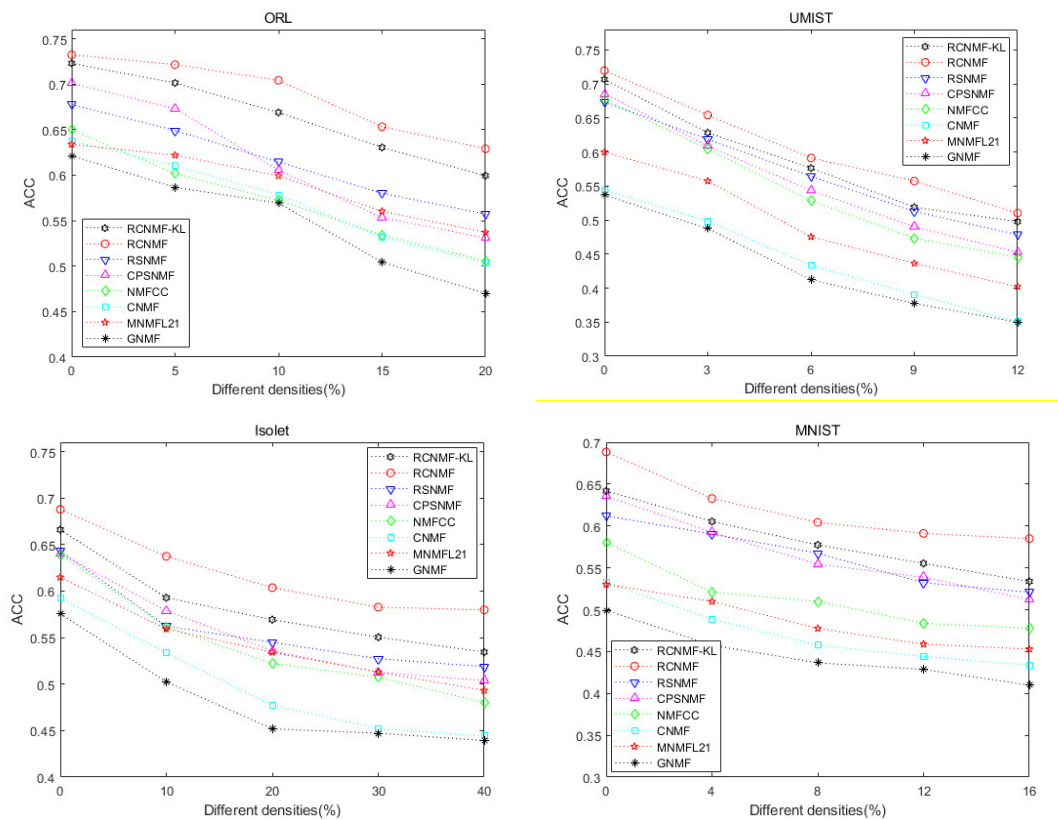 ORL
0.75
0.7
0.65
0.6
0.55
0.5
0.45
0.4
ACC
RCNMF-KL
RCNMF
RSNMF
CPSNMF
NMFCC
CNMF
MNMFL21
GNMF
0 5 10 15 20
Different densities(%)
UMIST
0.75
0.7
0.65
0.6
0.55
0.5
0.45
0.4
0.35
0.3
ACC
RCNMF-KL
RCNMF
RSNMF
CPSNMF
NMFCC
CNMF
MNMFL21
GNMF
0 3 6 9 12
Different densities(%)
Isolet
0.75
0.7
0.65
0.6
0.55
0.5
0.45
0.4
ACC
RCNMF-KL
RCNMF
RSNMF
CPSNMF
NMFCC
CNMF
MNMFL21
GNMF
0 10 20 30 40
Different densities(%)
MNIST
0.7
0.65
0.6
0.55
0.5
0.45
0.4
0.35
0.3
ACC
RCNMF-KL
RCNMF
RSNMF
CPSNMF
NMFCC
CNMF
MNMFL21
GNMF
0 4 8 12 16
Different densities(%)